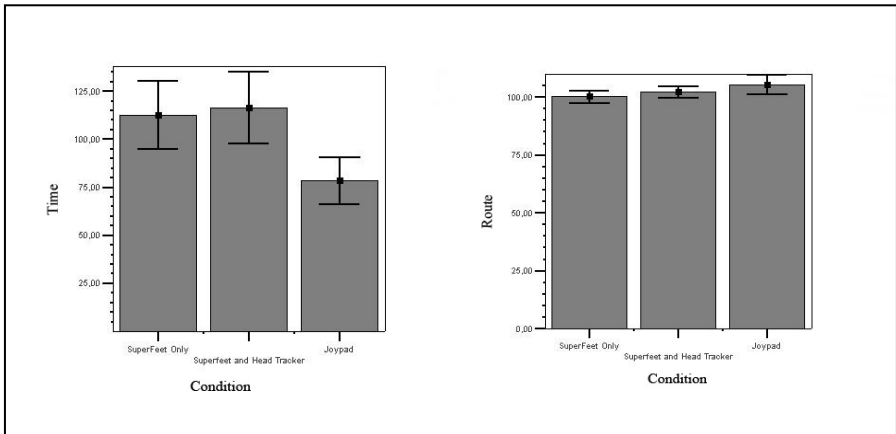 125,00
100,00
75,00
50,00
25,00
Time
SuperFeet Only
Superfeet and Head Tracker
Joypad
Condition
100,00
75,00
50,00
25,00
0,00
Route
SuperFeet Only
Superfeet and Head Tracker
Joypad
Condition